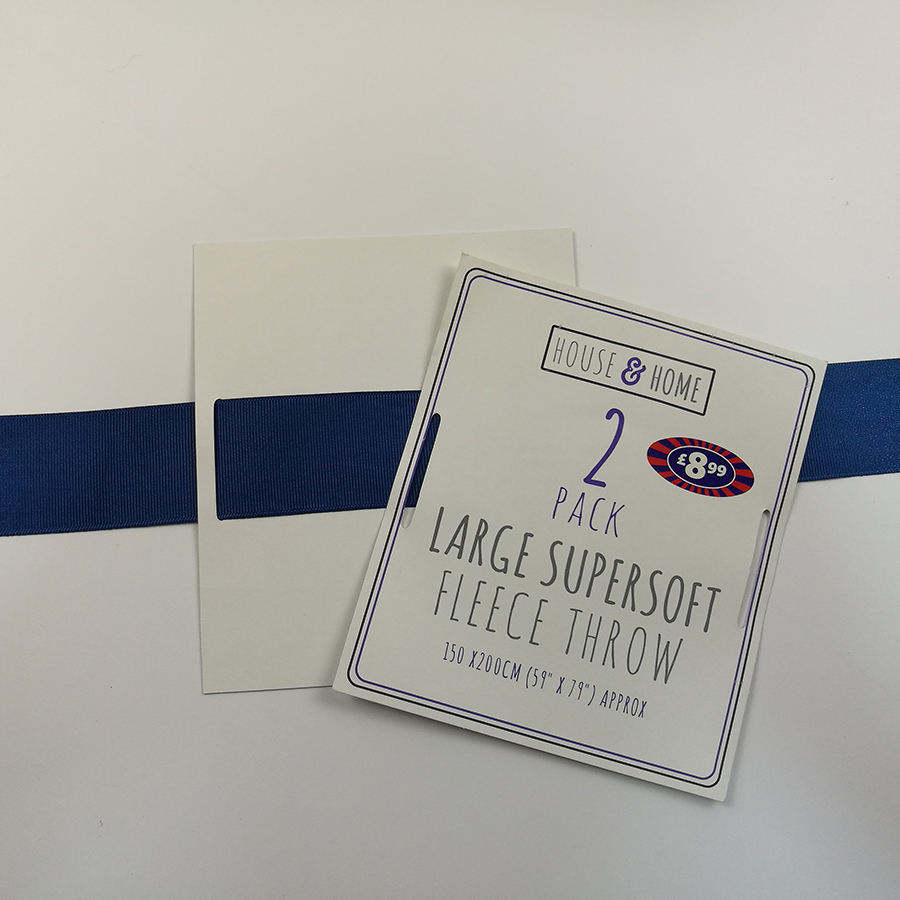 HOUSE & HOME
2
PACK
£8.99
LARGE SUPERSOFT
FLEECE THROW
150 X200CM (59" X 79") APPROX